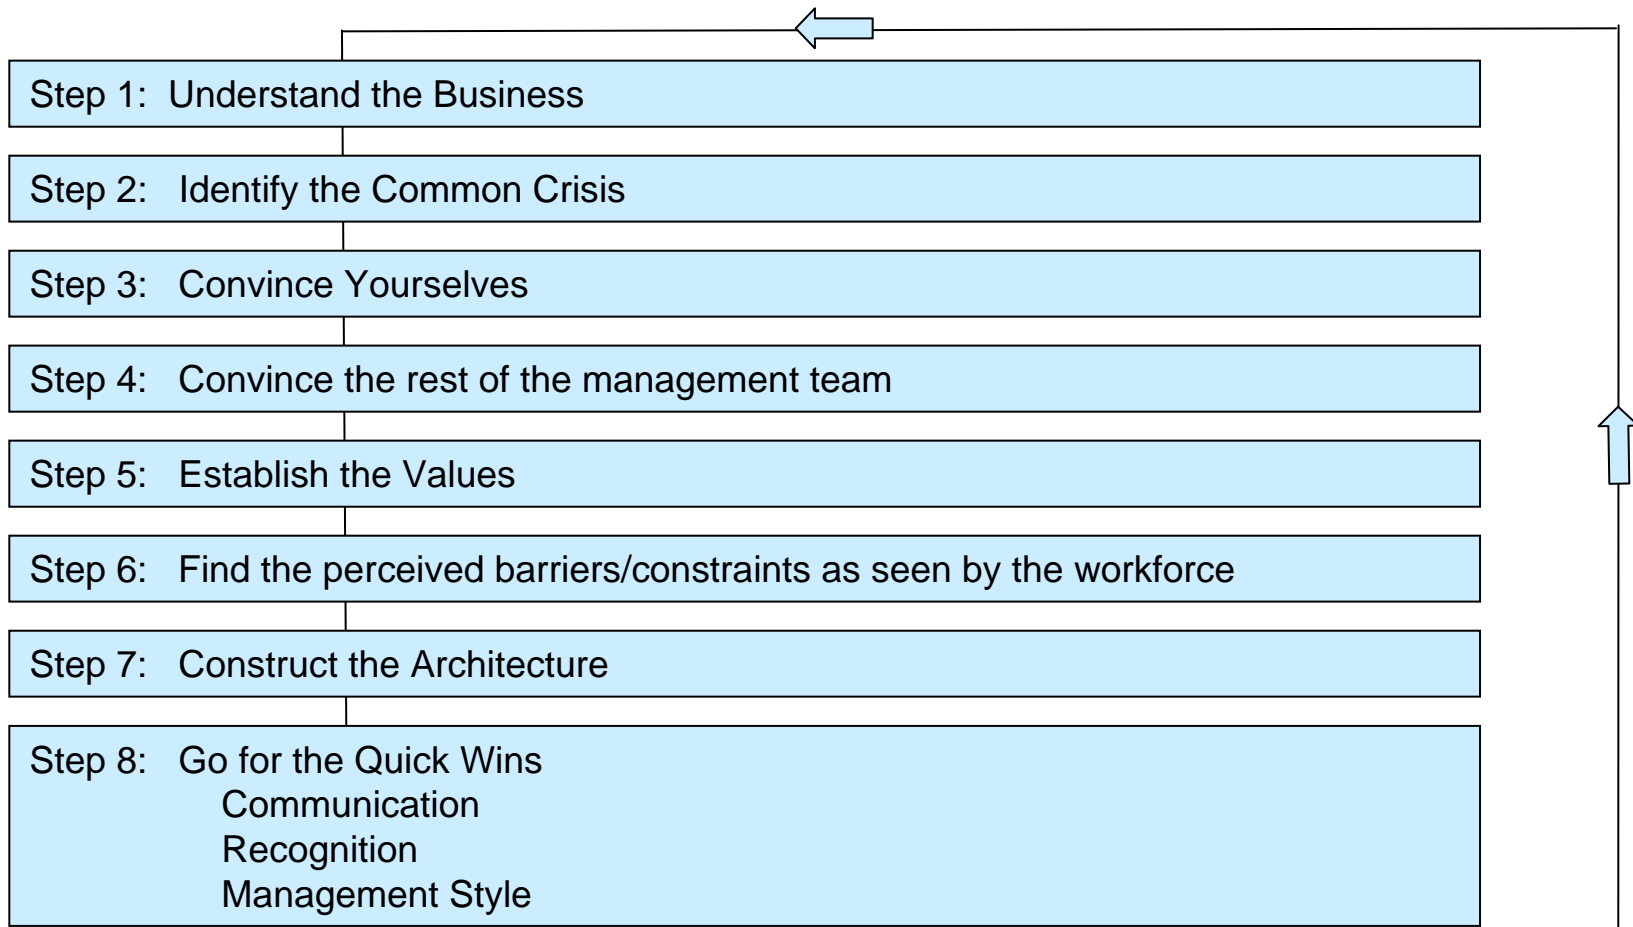 Step 1: Understand the Business
Step 2: Identify the Common Crisis
Step 3: Convince Yourselves
Step 4: Convince the rest of the management team
Step 5: Establish the Values
Step 6: Find the perceived barriers/constraints as seen by the workforce
Step 7: Construct the Architecture
Step 8: Go for the Quick Wins
Communication
Recognition
Management Style